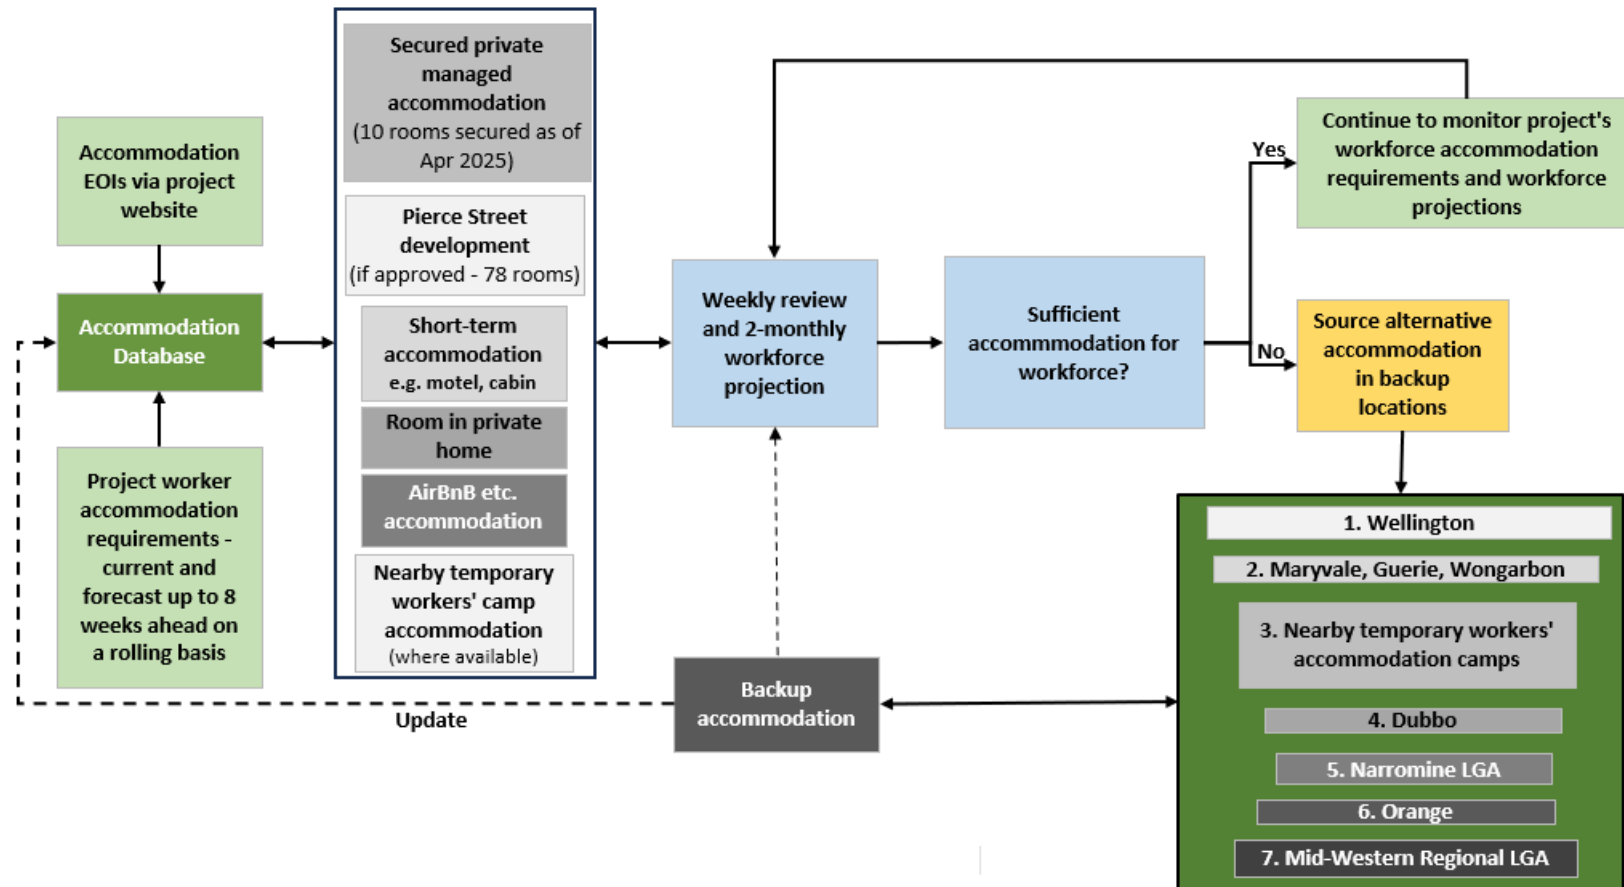 Accommodation
EOIs via project
website
Accommodation
Database
Project worker
accommodation
requirements -
current and
forecast up to 8
weeks ahead on
a rolling basis
Secured private
managed
accommodation
(10 rooms secured as of
Apr 2025)
Pierce Street
development
(if approved - 78 rooms)
Short-term
accommodation
e.g. motel, cabin
Room in private
home
AirBnB etc.
accommodation
Nearby temporary
workers' camp
accommodation
(where available)
Weekly review
and 2-monthly
workforce
projection
Sufficient
accommmodation for
workforce?
Yes
No
Continue to monitor project's
workforce accommodation
requirements and workforce
projections
Source alternative
accommodation
in backup
locations
1. Wellington
2. Maryvale, Guerie, Wongarbon
3. Nearby temporary workers'
accommodation camps
4. Dubbo
5. Narromine LGA
6. Orange
7. Mid-Western Regional LGA
Backup
accommodation
Update